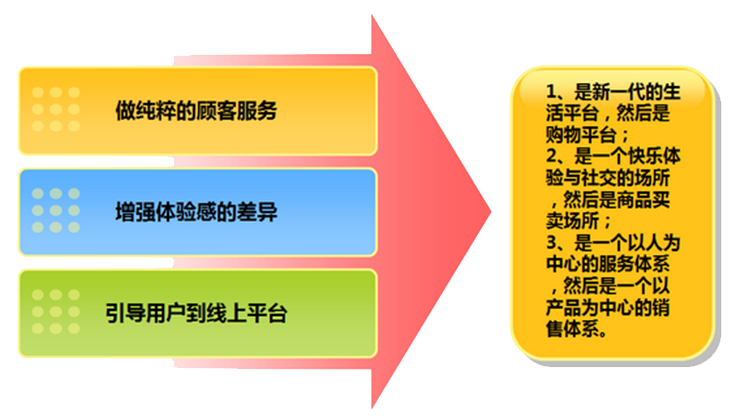 做纯粹的顾客服务
增强体验感的差异
引导用户到线上平台
1、是新一代的生
活平台，然后是
购物平台；
2、是一个快乐体
验与社交的场所
，然后是商品买
卖场所；
3、是一个以人为
中心的服务体系
，然后是一个以
产品为中心的销
售体系。